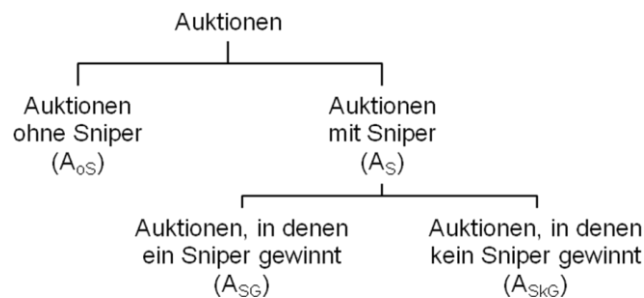 Auktionen
Auktionen
ohne Sniper
(AoS)
Auktionen
mit Sniper
(AS)
Auktionen, in denen
ein Sniper gewinnt
(ASG)
Auktionen, in denen
kein Sniper gewinnt
(ASkG)